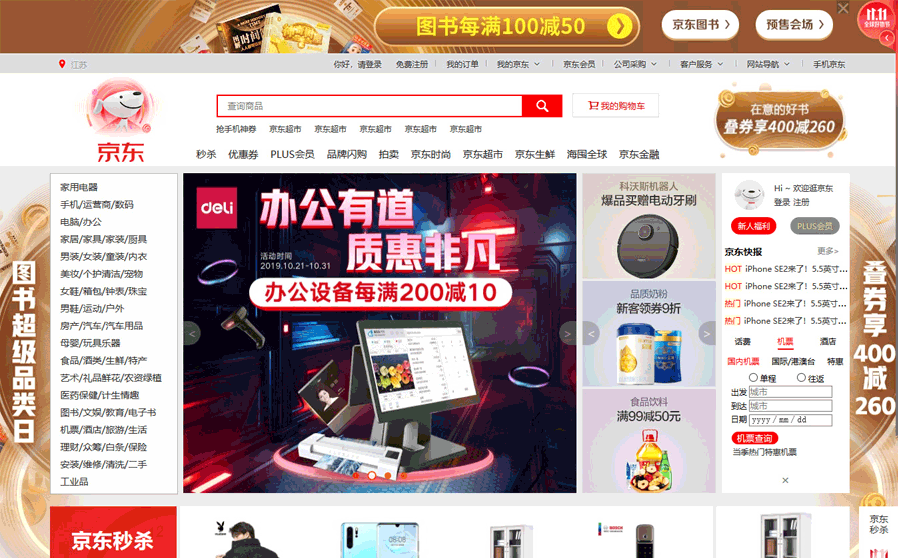 图书每满100减50
京东图书 >
预售会场 >
11.11
全球好物节
江苏
你好，请登录 免费注册 我的订单 我的京东 京东会员 公司采购 客户服务 网站导航 手机京东
搜索商品
我的购物车
抢手机神券 京东超市 京东超市 京东超市 京东超市 京东超市
在意的好书
叠券享400减260
京东
秒杀 优惠券 PLUS会员 品牌闪购 拍卖 京东时尚 京东超市 京东生鲜 海囤全球 京东金融
家用电器
手机/运营商/数码
电脑/办公
家居/家具/家装/厨具
男装/女装/童装/内衣
美妆/个护清洁/宠物
女鞋/箱包/钟表/珠宝
男鞋/运动/户外
房产/汽车/汽车用品
母婴/玩具乐器
食品/酒类/生鲜/特产
艺术/礼品鲜花/农资绿植
医药保健/计生情趣
图书/文娱/教育/电子书
机票/酒店/旅游/生活
理财/众筹/白条/保险
安装/维修/清洗/二手
工业品
deli
办公有道
质惠非凡
活动时间
2019.10.21-10.31
办公设备每满200减10
<
>
科沃斯机器人
爆品买赠电动牙刷
品质奶粉
新客领券9折
<
>
食品饮料
满99减50元
Hi ~ 欢迎逛京东
登录 注册
新人福利 PLUS会员
京东快报 更多>
HOT iPhone SE2来了！5.5英寸...
HOT iPhone SE2来了！5.5英寸...
热门 iPhone SE2来了！5.5英寸...
热门 iPhone SE2来了！5.5英寸...
话费 机票 酒店
国内机票 国际/港澳台 特惠
单程 往返
出发 城市
到达 城市
日期 yyyy/mm/dd
机票查询
当季热门特惠机票
×
图书超级品类日
叠券享400减260
京东秒杀
BOSCH
京东
秒杀